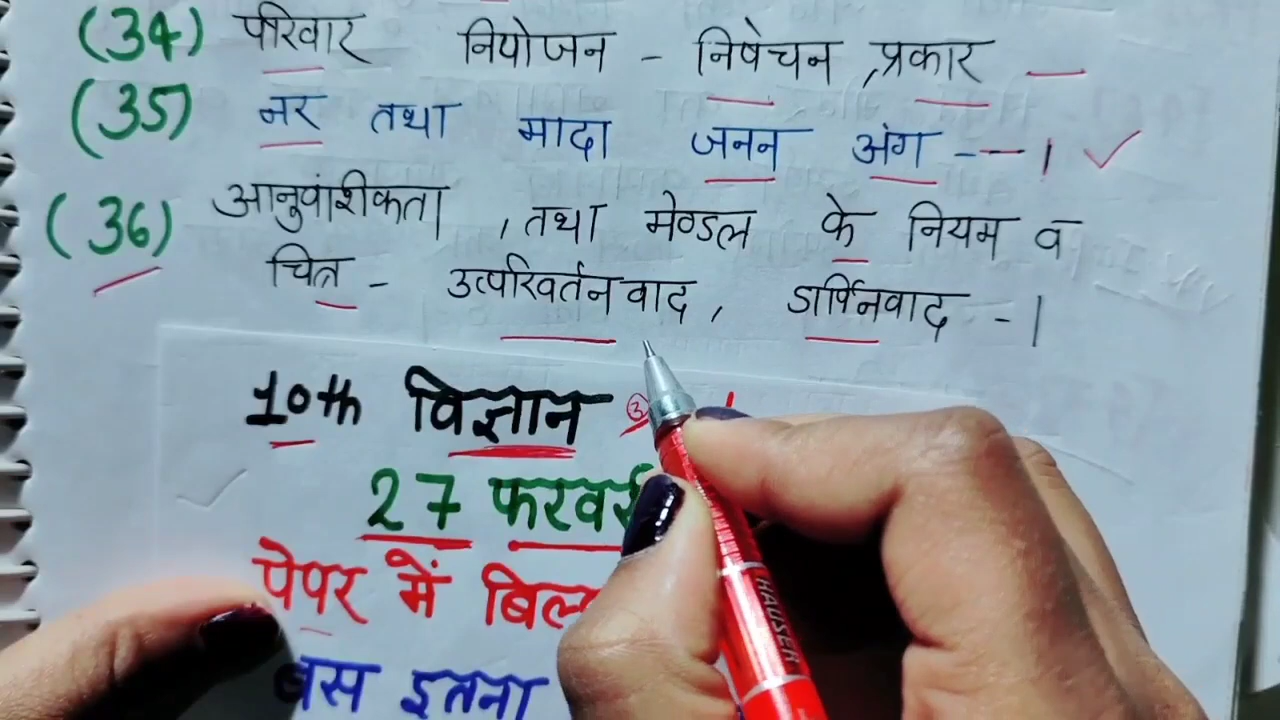 (34) परिवार नियोजन - निषेचन, प्रकार —
(35) नर तथा मादा जनन अंग --- । ✓
(36) आनुपांशीकता, तथा मेण्डल के नियम व
चित्र - उत्परिवर्तनवाद, डार्विनवाद - ।
10th विज्ञान
27
पेपर में
बस इतना
HAUSER